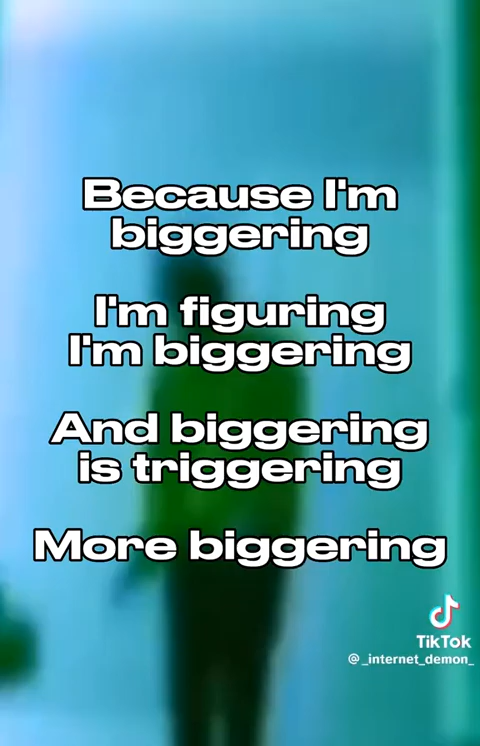 Because I'm
biggering
I'm figuring
I'm biggering
And biggering
is triggering
More biggering
TikTok
@_internet_demon_